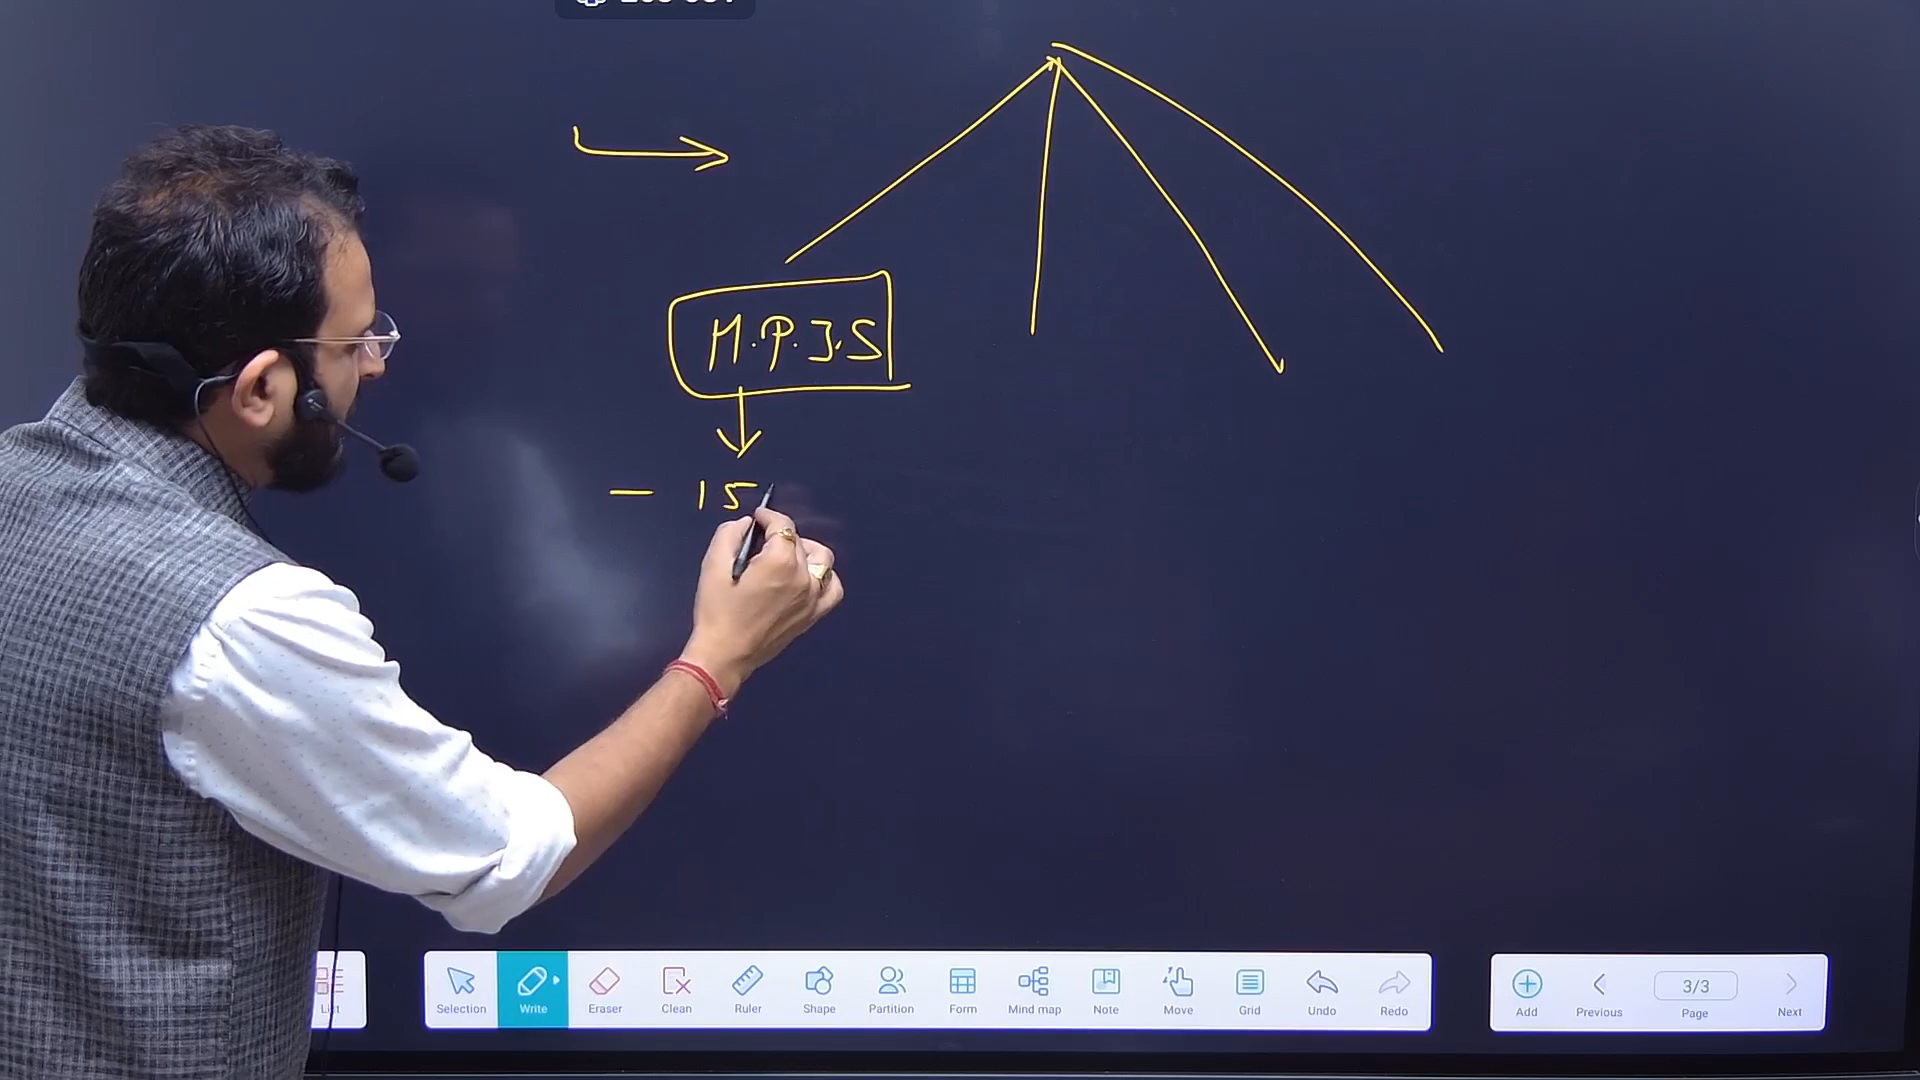 M.P.J.S
- 15
List
Selection
Write
Eraser
Clean
Ruler
Shape
Partition
Form
Mind map
Note
Move
Grid
Undo
Redo
Add
Previous
3/3
Page
Next